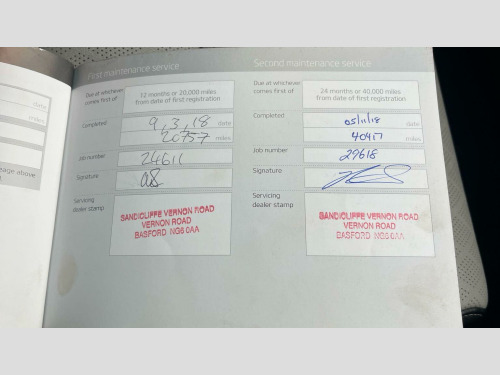 date
miles
eage above
First maintenance service
Due at whichever
comes first of
12 months or 20,000 miles
from date of first registration
Completed
9,3,18 date
20757 miles
Job number
24611
Signature
Servicing
dealer stamp
SANDICLIFFE VERNON ROAD
VERNON ROAD
BASFORD NG6 0AA
Second maintenance service
Due at whichever
comes first of
24 months or 40,000 miles
from date of first registration
Completed
05/11/18 date
40417 miles
Job number
29618
Signature
Servicing
dealer stamp
SANDICLIFFE VERNON ROAD
VERNON ROAD
BASFORD NG6 0AA